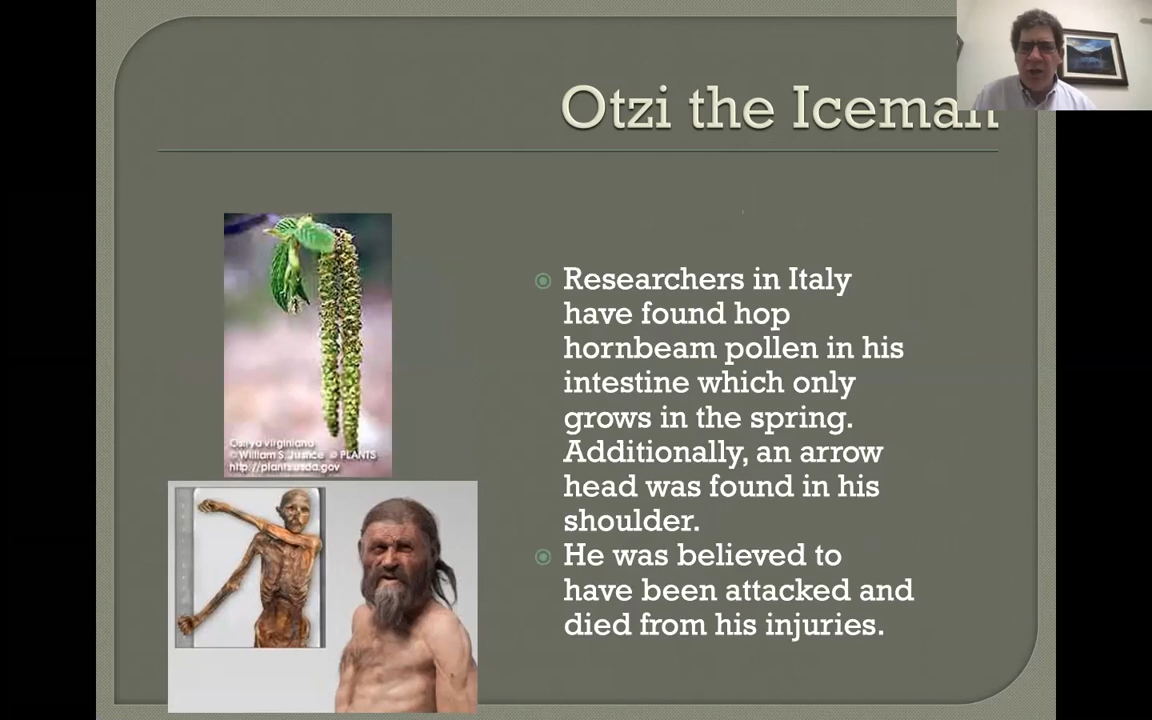 Otzi the Iceman
Researchers in Italy
have found hop
hornbeam pollen in his
intestine which only
grows in the spring.
Additionally, an arrow
head was found in his
shoulder.
He was believed to
have been attacked and
died from his injuries.
Ostrya virginiana
©William S. Justice @ PLANTS
http://plants.usda.gov